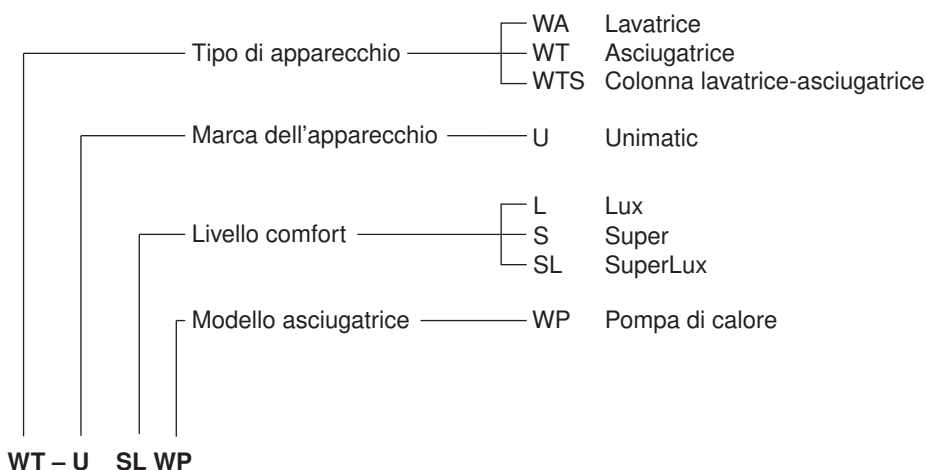 WA Lavatrice
Tipo di apparecchio WT Asciugatrice
WTS Colonna lavatrice-asciugatrice
Marca dell'apparecchio U Unimatic
L Lux
Livello comfort S Super
SL SuperLux
Modello asciugatrice WP Pompa di calore
WT – U SL WP